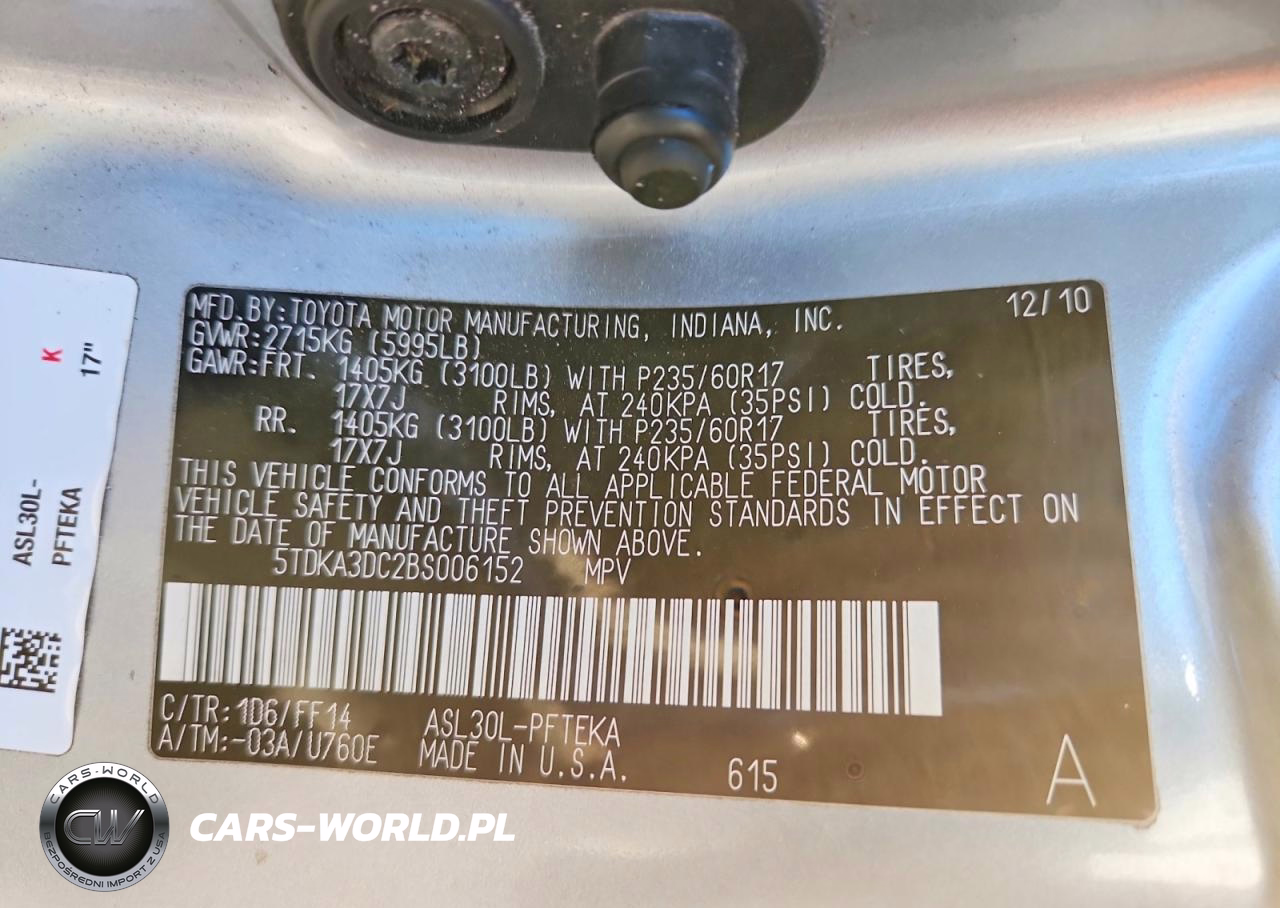 MFD.BY:TOYOTA MOTOR MANUFACTURING, INDIANA, INC. 12/10
GVWR:2715KG (5995LB)
GAWR:FRT. 1405KG (3100LB) WITH P235/60R17 TIRES,
17X7J RIMS, AT 240KPA (35PSI) COLD.
RR. 1405KG (3100LB) WITH P235/60R17 TIRES,
17X7J RIMS, AT 240KPA (35PSI) COLD.
THIS VEHICLE CONFORMS TO ALL APPLICABLE FEDERAL MOTOR
VEHICLE SAFETY AND THEFT PREVENTION STANDARDS IN EFFECT ON
THE DATE OF MANUFACTURE SHOWN ABOVE.
5TDKA3DC2BS006152 MPV
C/TR:1D6/FF14 ASL30L-PFTEKA
A/TM:-03A/U760E MADE IN U.S.A. 615 A
ASL30L-
PFTEKA
K
17"
CARS-WORLD
CW
BEZPOŚREDNI IMPORT Z USA
CARS-WORLD.PL